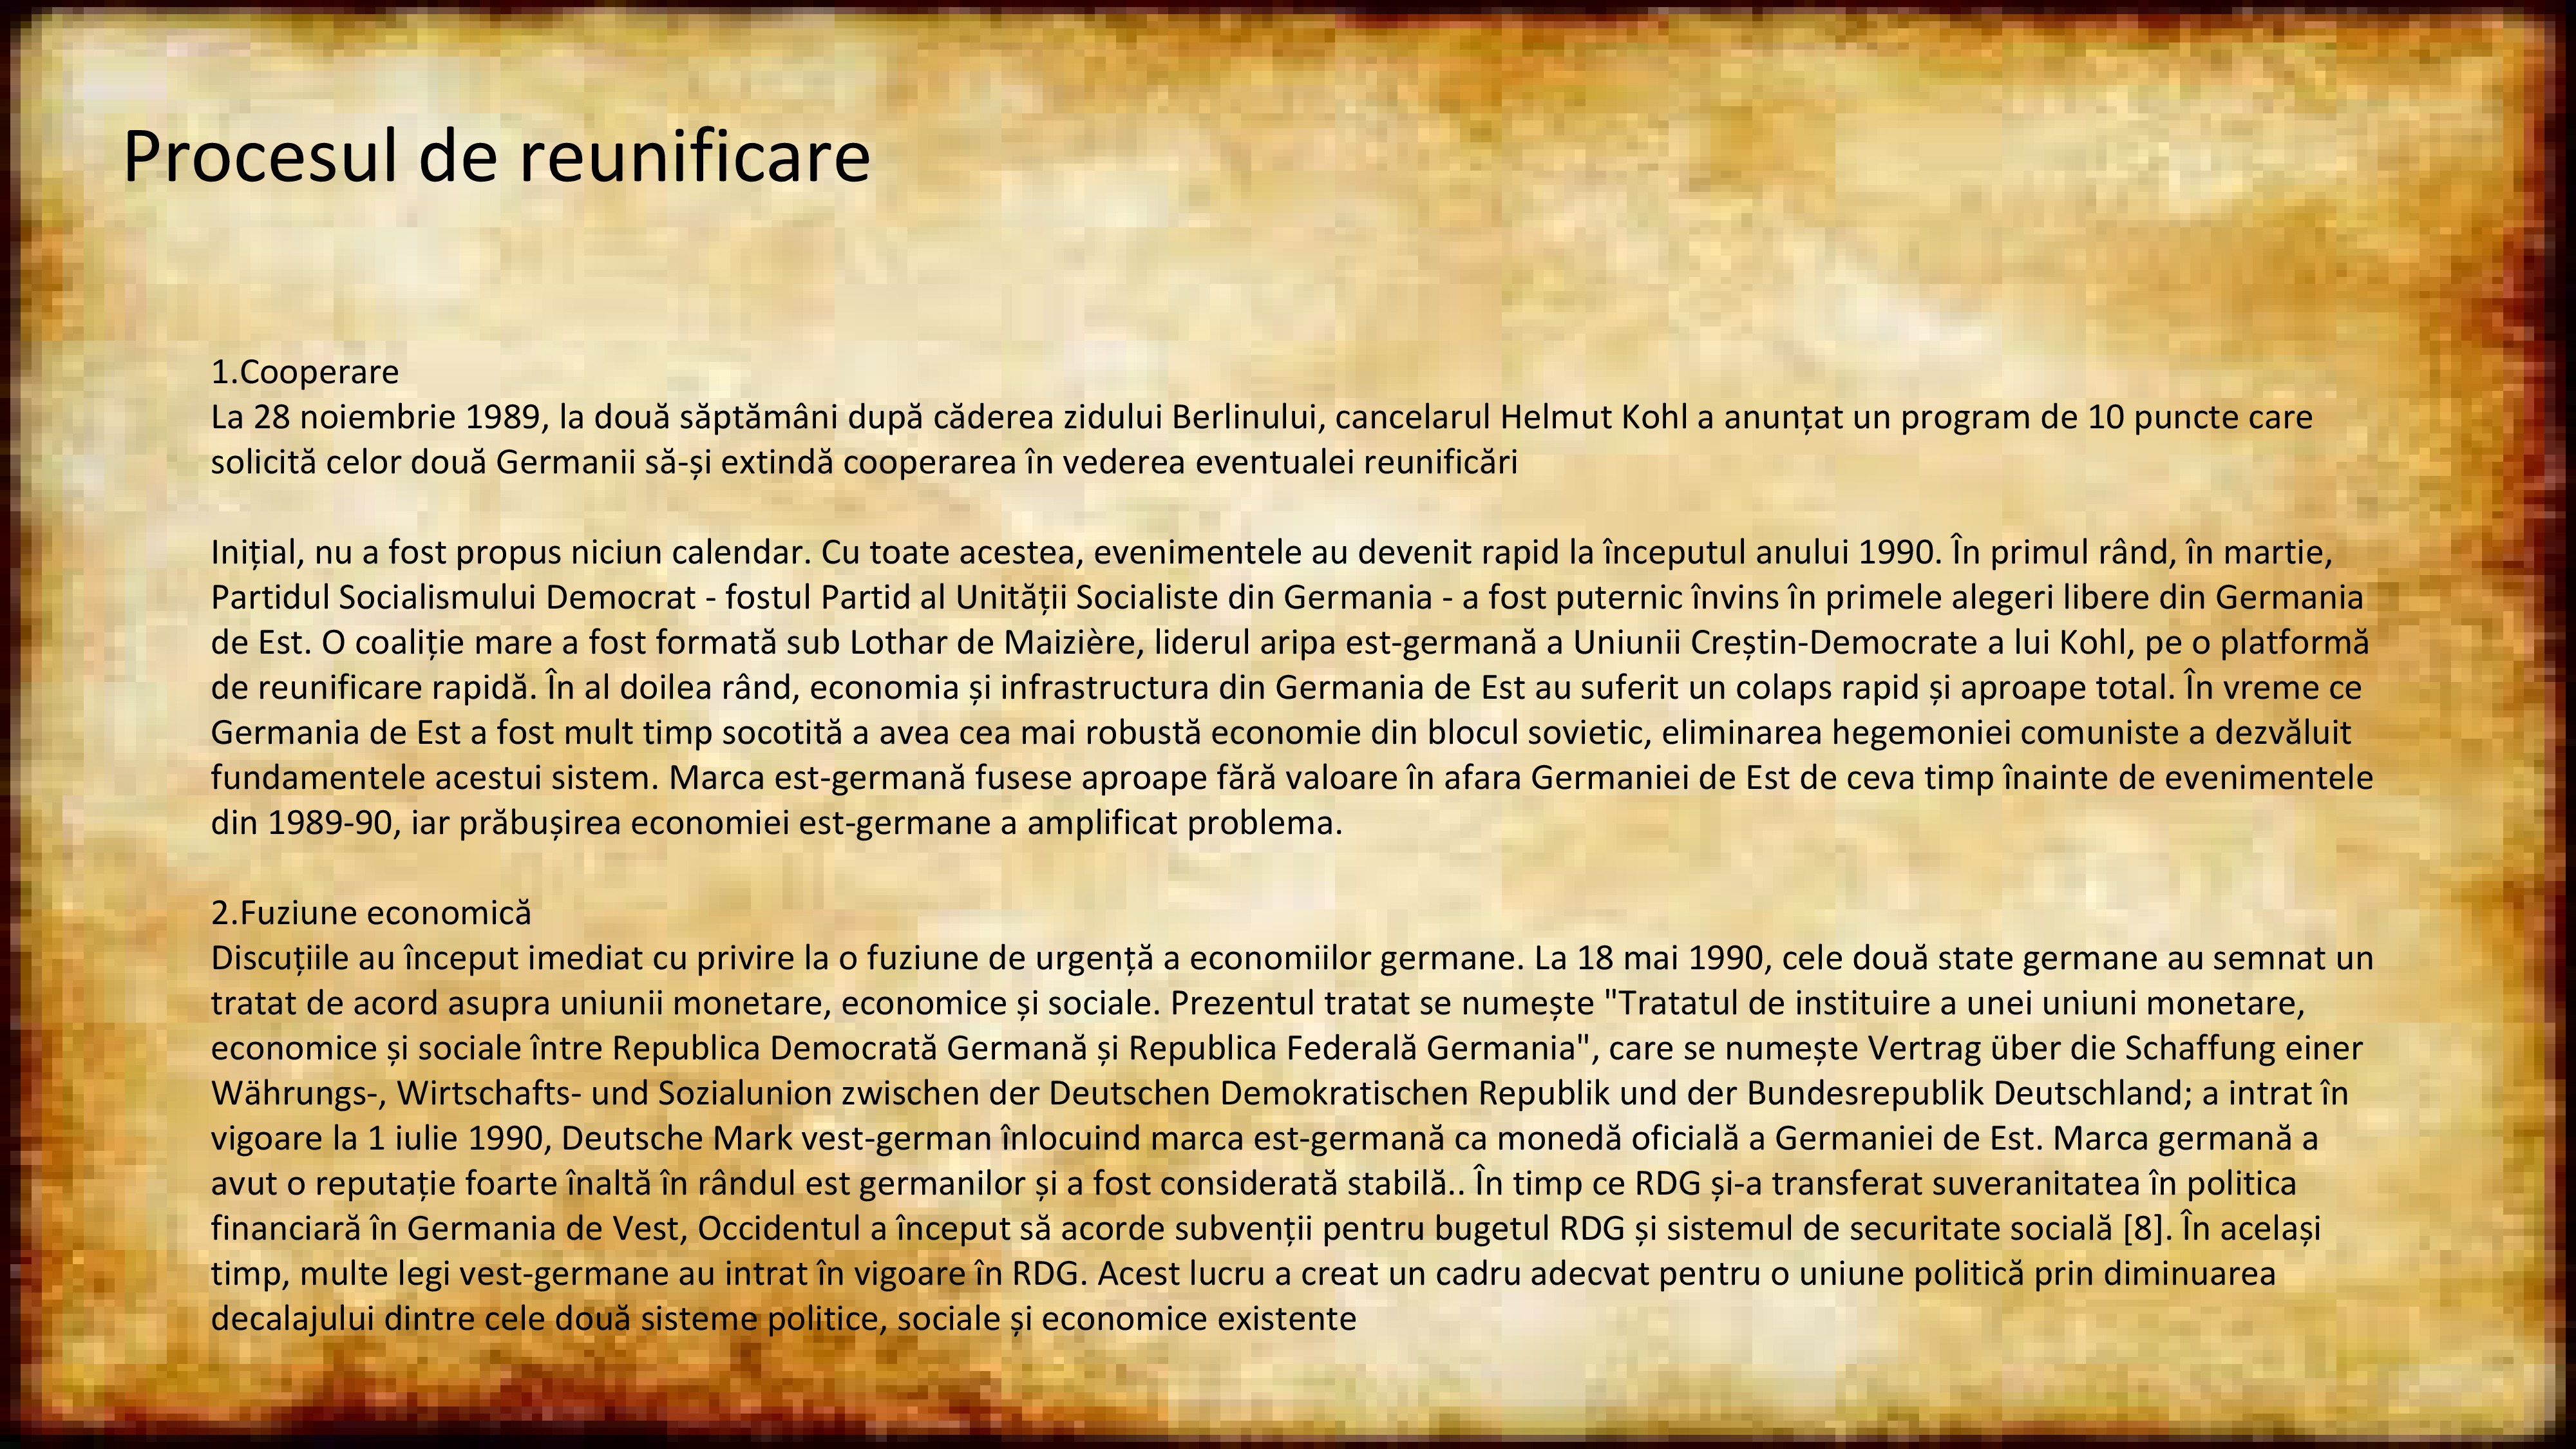 Procesul de reunificare
1.Cooperare
La 28 noiembrie 1989, la două săptămâni după căderea zidului Berlinului, cancelarul Helmut Kohl a anunțat un program de 10 puncte care
solicită celor două Germanii să-și extindă cooperarea în vederea eventualei reunificări
Inițial, nu a fost propus niciun calendar. Cu toate acestea, evenimentele au devenit rapid la începutul anului 1990. În primul rând, în martie,
Partidul Socialismului Democrat - fostul Partid al Unității Socialiste din Germania - a fost puternic învins în primele alegeri libere din Germania
de Est. O coaliție mare a fost formată sub Lothar de Maizière, liderul aripa est-germană a Uniunii Creștin-Democrate a lui Kohl, pe o platformă
de reunificare rapidă. În al doilea rând, economia și infrastructura din Germania de Est au suferit un colaps rapid și aproape total. În vreme ce
Germania de Est a fost mult timp socotită a avea cea mai robustă economie din blocul sovietic, eliminarea hegemoniei comuniste a dezvăluit
fundamentele acestui sistem. Marca est-germană fusese aproape fără valoare în afara Germaniei de Est de ceva timp înainte de evenimentele
din 1989-90, iar prăbușirea economiei est-germane a amplificat problema.
2.Fuziune economică
Discuțiile au început imediat cu privire la o fuziune de urgență a economiilor germane. La 18 mai 1990, cele două state germane au semnat un
tratat de acord asupra uniunii monetare, economice și sociale. Prezentul tratat se numește "Tratatul de instituire a unei uniuni monetare,
economice și sociale între Republica Democrată Germană și Republica Federală Germania", care se numește Vertrag über die Schaffung einer
Währungs-, Wirtschafts- und Sozialunion zwischen der Deutschen Demokratischen Republik und der Bundesrepublik Deutschland; a intrat în
vigoare la 1 iulie 1990, Deutsche Mark vest-german înlocuind marca est-germană ca monedă oficială a Germaniei de Est. Marca germană a
avut o reputație foarte înaltă în rândul est germanilor și a fost considerată stabilă.. În timp ce RDG și-a transferat suveranitatea în politica
financiară în Germania de Vest, Occidentul a început să acorde subvenții pentru bugetul RDG și sistemul de securitate socială [8]. În același
timp, multe legi vest-germane au intrat în vigoare în RDG. Acest lucru a creat un cadru adecvat pentru o uniune politică prin diminuarea
decalajului dintre cele două sisteme politice, sociale și economice existente